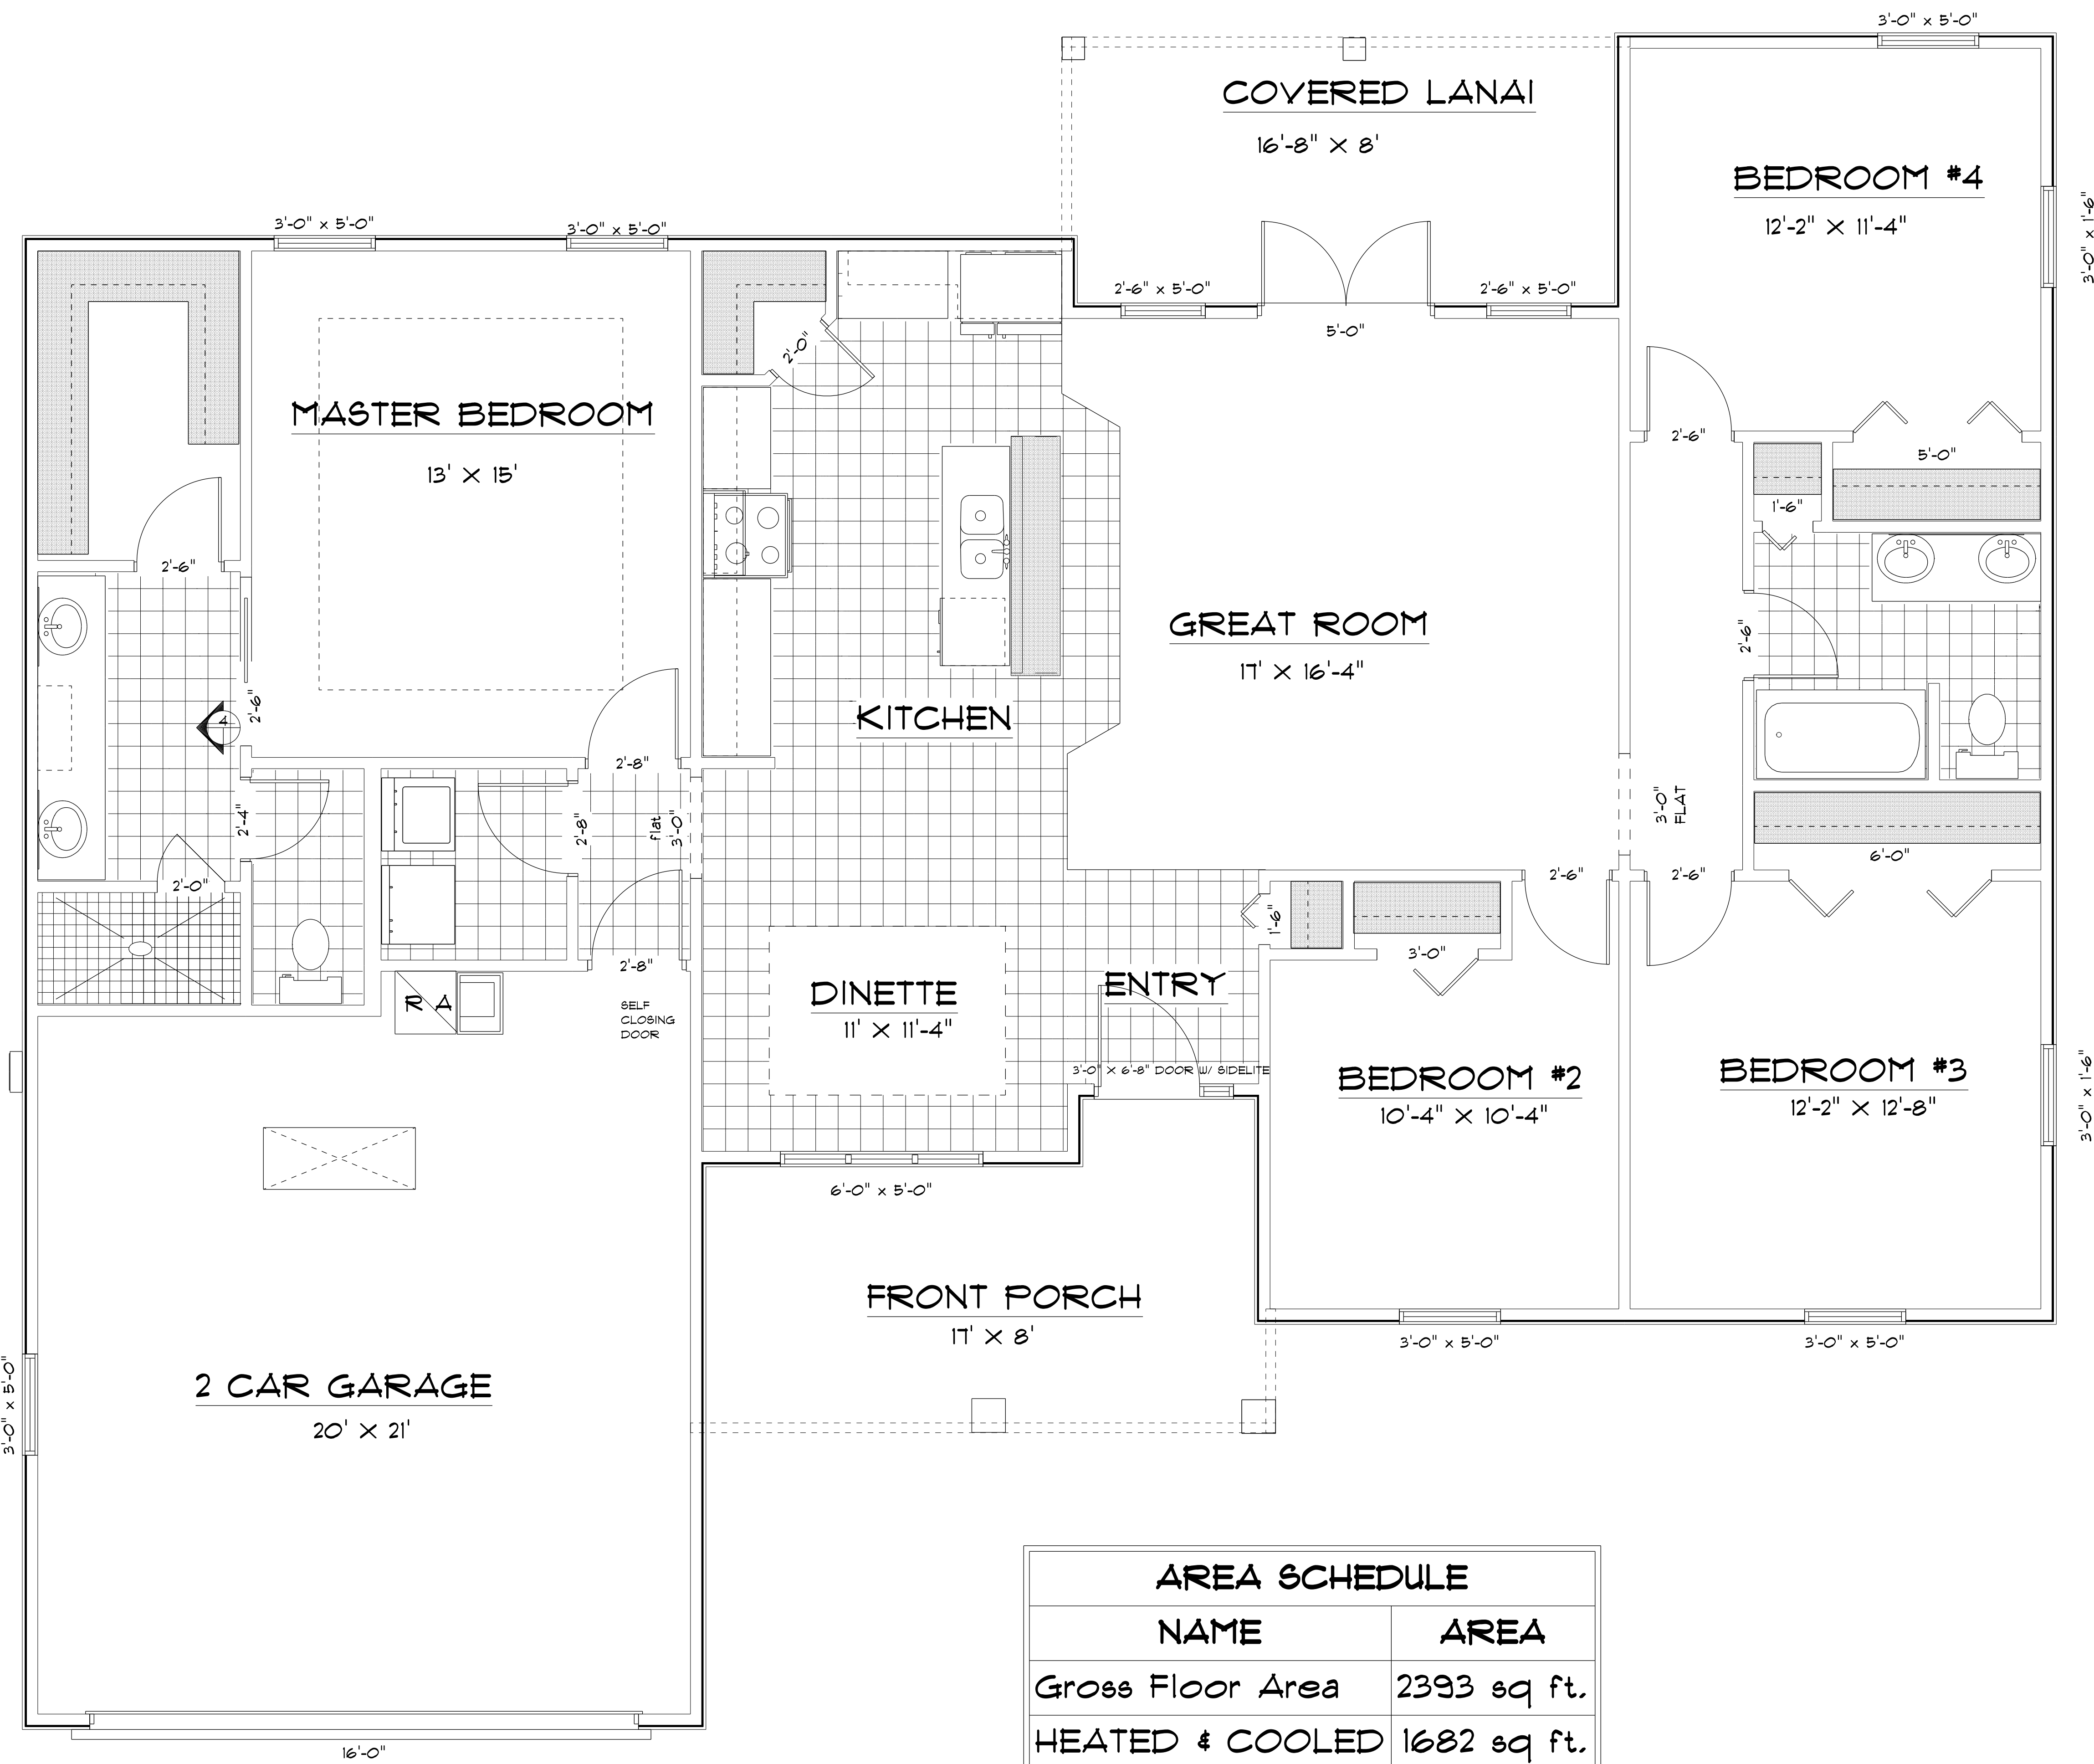 3'-0" x 5'-0"
COVERED LANAI
16'-8" X 8'
BEDROOM #4
12'-2" X 11'-4"
3'-0" x 1'-6"
3'-0" x 5'-0"
3'-0" x 5'-0"
2'-6" x 5'-0"
2'-6" x 5'-0"
5'-0"
2'-0"
MASTER BEDROOM
13' X 15'
2'-6"
5'-0"
1'-6"
2'-6"
GREAT ROOM
17' X 16'-4"
2'-6"
2'-6"
4
KITCHEN
2'-8"
2'-4"
2'-8"
flat
3'-0"
3'-0"
FLAT
6'-0"
2'-0"
2'-6"
2'-6"
1'-6"
3'-0"
2'-8"
R A
SELF
CLOSING
DOOR
DINETTE
11' X 11'-4"
ENTRY
3'-0" X 6'-8" DOOR W/ SIDELITE
BEDROOM #2
10'-4" X 10'-4"
BEDROOM #3
12'-2" X 12'-8"
3'-0" x 1'-6"
6'-0" x 5'-0"
FRONT PORCH
17' X 8'
3'-0" x 5'-0"
3'-0" x 5'-0"
3'-0" x 5'-0"
2 CAR GARAGE
20' X 21'
16'-0"
AREA SCHEDULE
NAME AREA
Gross Floor Area 2393 sq ft.
HEATED & COOLED 1682 sq ft.